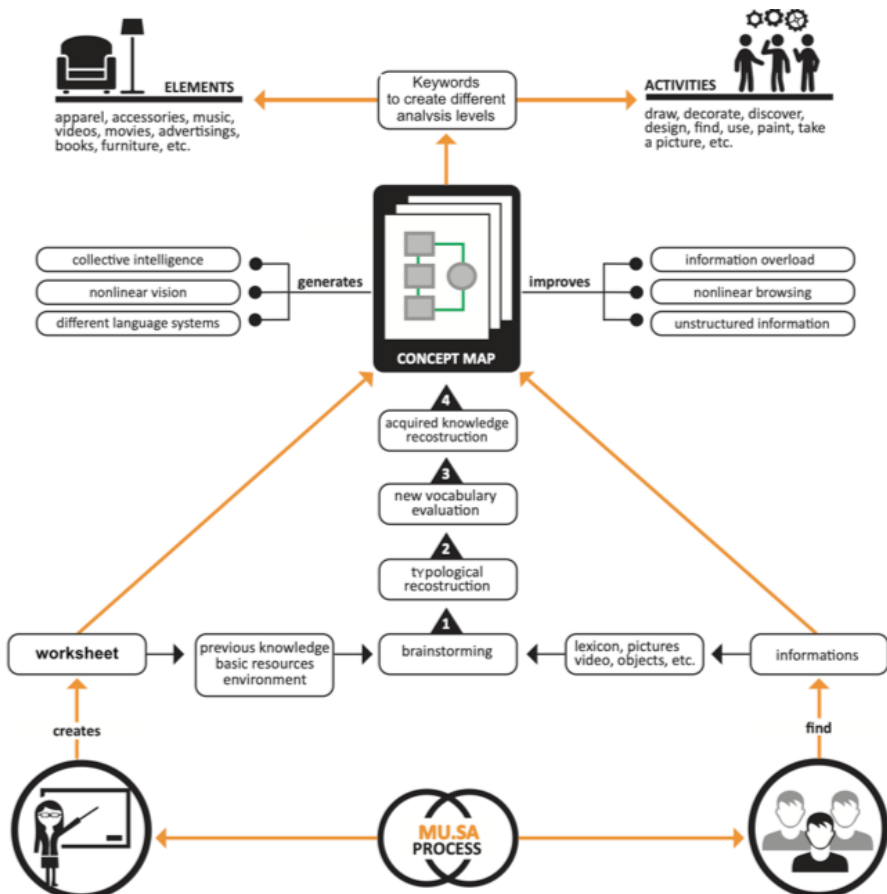 ELEMENTS
apparel, accessories, music,
videos, movies, advertisings,
books, furniture, etc.
Keywords
to create different
analysis levels
ACTIVITIES
draw, decorate, discover,
design, find, use, paint, take
a picture, etc.
collective intelligence
nonlinear vision
different language systems
generates
CONCEPT MAP
improves
information overload
nonlinear browsing
unstructured information
4
acquired knowledge
recostruction
3
new vocabulary
evaluation
2
typological
recostruction
1
brainstorming
worksheet
previous knowledge
basic resources
environment
lexicon, pictures
video, objects, etc.
informations
creates
find
MU.SA
PROCESS